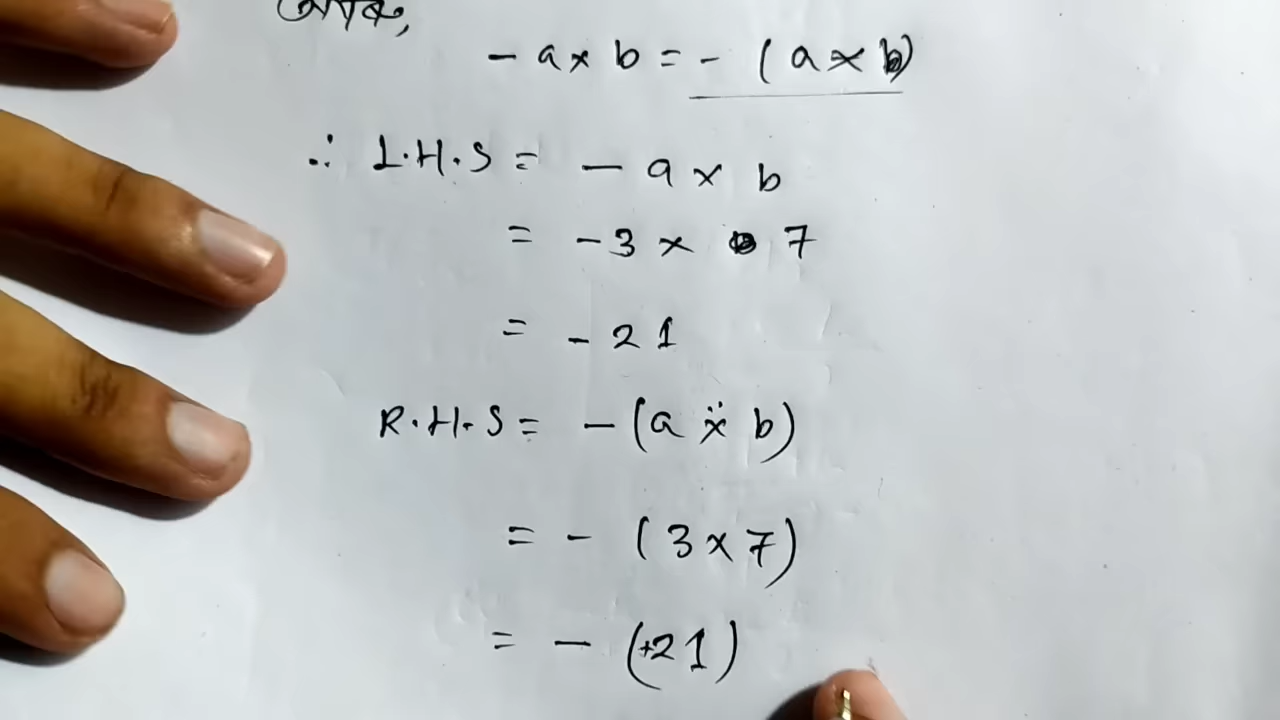 - a × b = - (a × b)
∴ L.H.S = - a × b
= -3 × 7
= -21
R.H.S = -(a × b)
= - (3 × 7)
= - (+21)